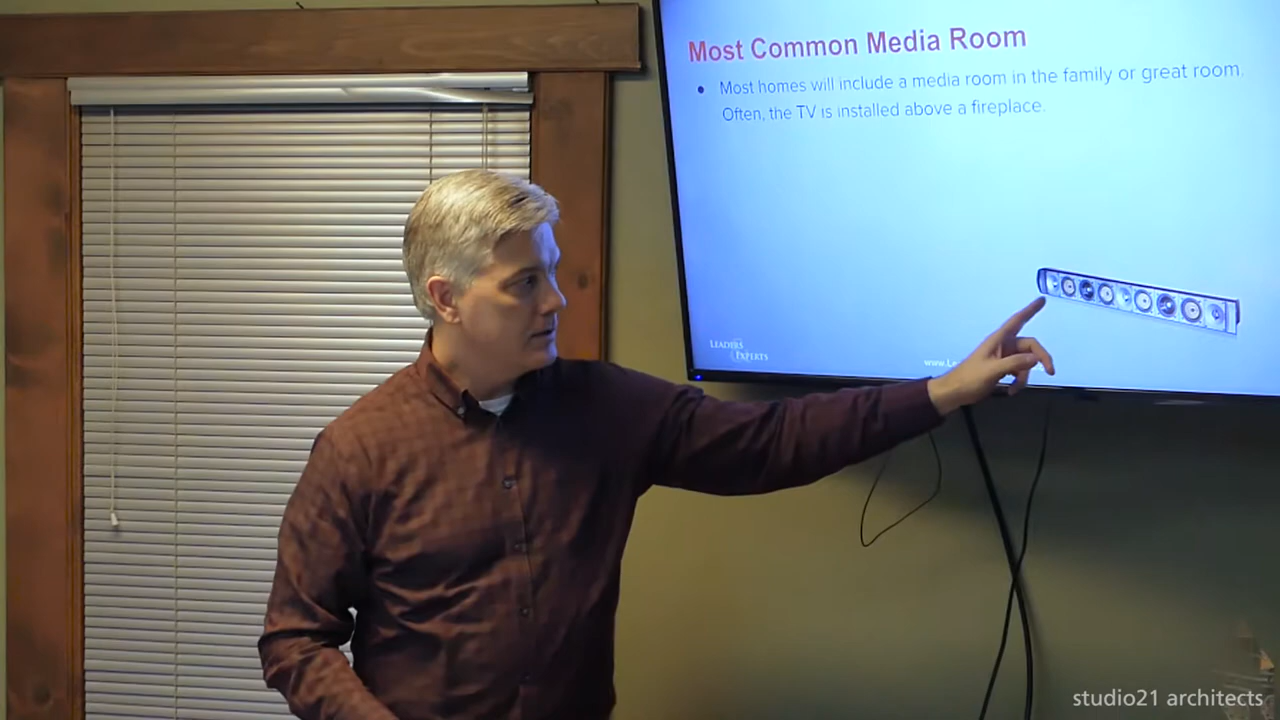 Most Common Media Room
• Most homes will include a media room in the family or great room.
Often, the TV is installed above a fireplace.
LEADERS
EXPERTS
studio21 architects